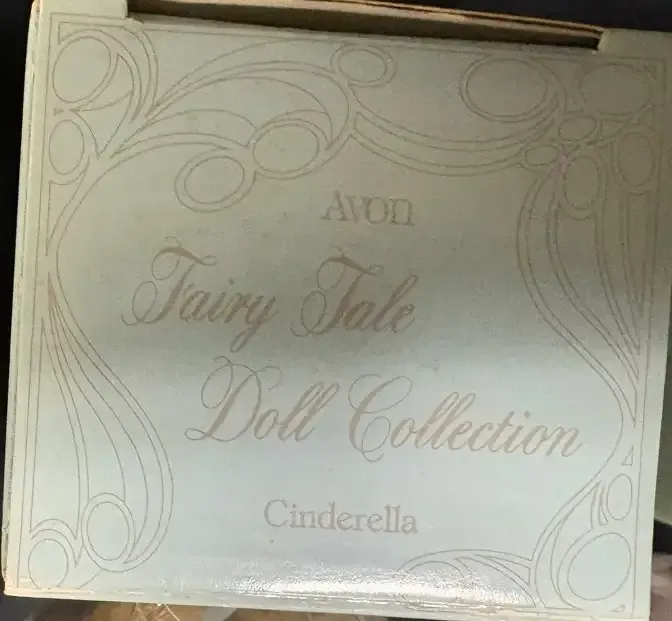 Avon
Fairy Tale
Doll Collection
Cinderella